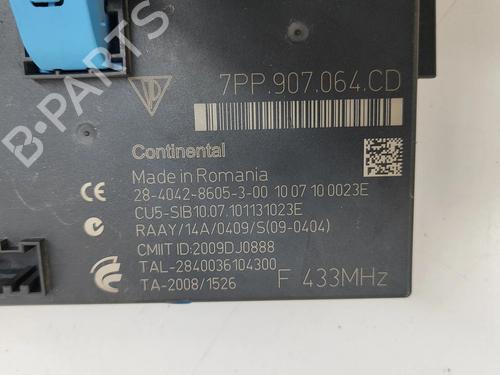 B-PARTS
7PP.907.064.CD
Continental
Made in Romania
28-4042-8605-3-00 10 07 10 0023E
CU5-SIB10.07.101131023E
RAAY/14A/0409/S(09-0404)
CMIIT ID:2009DJ0888
TAL-2840036104300
TA-2008/1526
F 433MHz